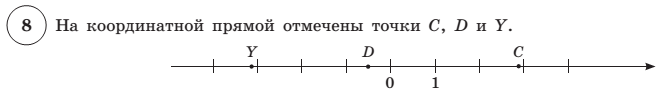 8 На координатной прямой отмечены точки C, D и Y.
Y D C
0 1